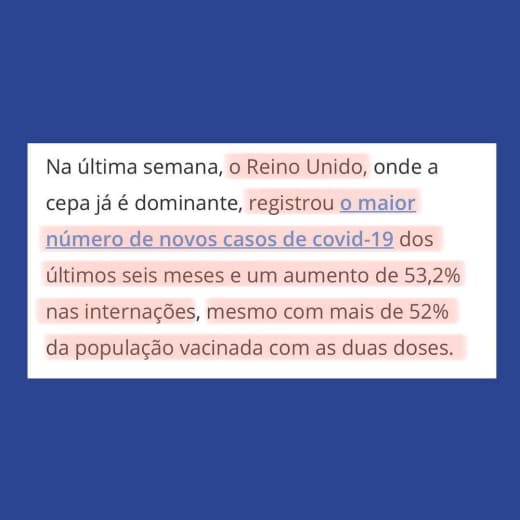 Na última semana, o Reino Unido, onde a
cepa já é dominante, registrou o maior
número de novos casos de covid-19 dos
últimos seis meses e um aumento de 53,2%
nas internações, mesmo com mais de 52%
da população vacinada com as duas doses.